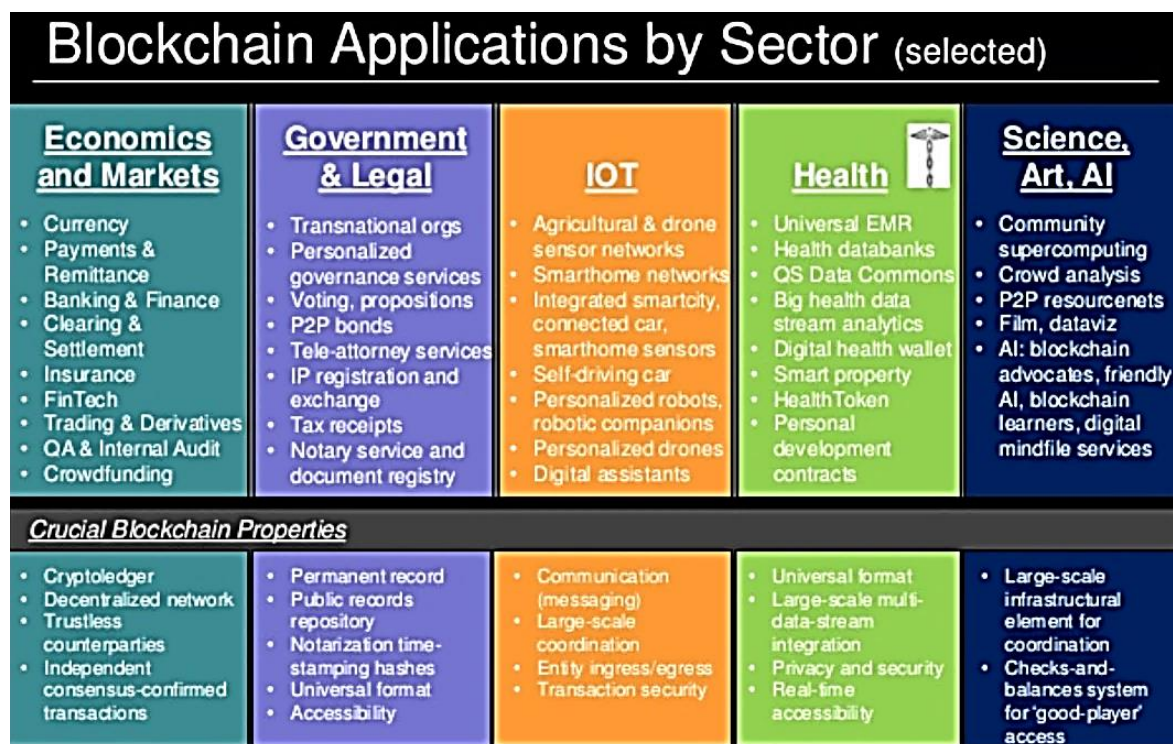 Blockchain Applications by Sector (selected)
Economics
and Markets
• Currency
• Payments &
Remittance
• Banking & Finance
• Clearing &
Settlement
• Insurance
• FinTech
• Trading & Derivatives
• QA & Internal Audit
• Crowdfunding
Government
& Legal
• Transnational orgs
• Personalized
governance services
• Voting, propositions
• P2P bonds
• Tele-attorney services
• IP registration and
exchange
• Tax receipts
• Notary service and
document registry
IOT
• Agricultural & drone
sensor networks
• Smarthome networks
• Integrated smartcity,
connected car,
smarthome sensors
• Self-driving car
• Personalized robots,
robotic companions
• Personalized drones
• Digital assistants
Health
• Universal EMR
• Health databanks
• QS Data Commons
• Big health data
stream analytics
• Digital health wallet
• Smart property
• HealthToken
• Personal
development
contracts
Science,
Art, AI
• Community
supercomputing
• Crowd analysis
• P2P resourcenets
• Film, dataviz
• AI: blockchain
advocates, friendly
AI, blockchain
learners, digital
mindfile services
Crucial Blockchain Properties
• Cryptoledger
• Decentralized network
• Trustless
counterparties
• Independent
consensus-confirmed
transactions
• Permanent record
• Public records
repository
• Notarization time-
stamping hashes
• Universal format
• Accessibility
• Communication
(messaging)
• Large-scale
coordination
• Entity ingress/egress
• Transaction security
• Universal format
• Large-scale multi-
data-stream
integration
• Privacy and security
• Real-time
accessibility
• Large-scale
infrastructural
element for
coordination
• Checks-and-
balances system
for 'good-player'
access